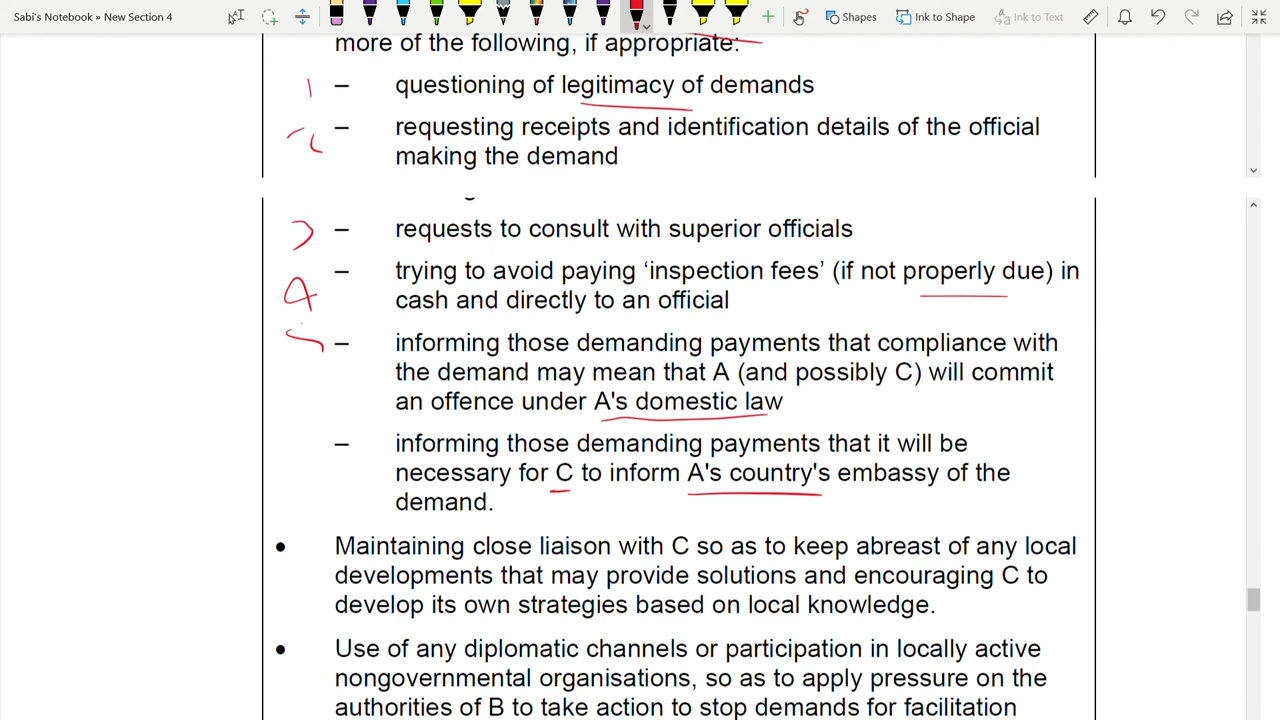 Sabi's Notebook » New Section 4
Shapes
Ink to Shape
Ink to Text
more of the following, if appropriate:
1 – questioning of legitimacy of demands
2 – requesting receipts and identification details of the official
making the demand
3 – requests to consult with superior officials
4 – trying to avoid paying ‘inspection fees’ (if not properly due) in
cash and directly to an official
– informing those demanding payments that compliance with
the demand may mean that A (and possibly C) will commit
an offence under A's domestic law
– informing those demanding payments that it will be
necessary for C to inform A's country's embassy of the
demand.
• Maintaining close liaison with C so as to keep abreast of any local
developments that may provide solutions and encouraging C to
develop its own strategies based on local knowledge.
• Use of any diplomatic channels or participation in locally active
nongovernmental organisations, so as to apply pressure on the
authorities of B to take action to stop demands for facilitation